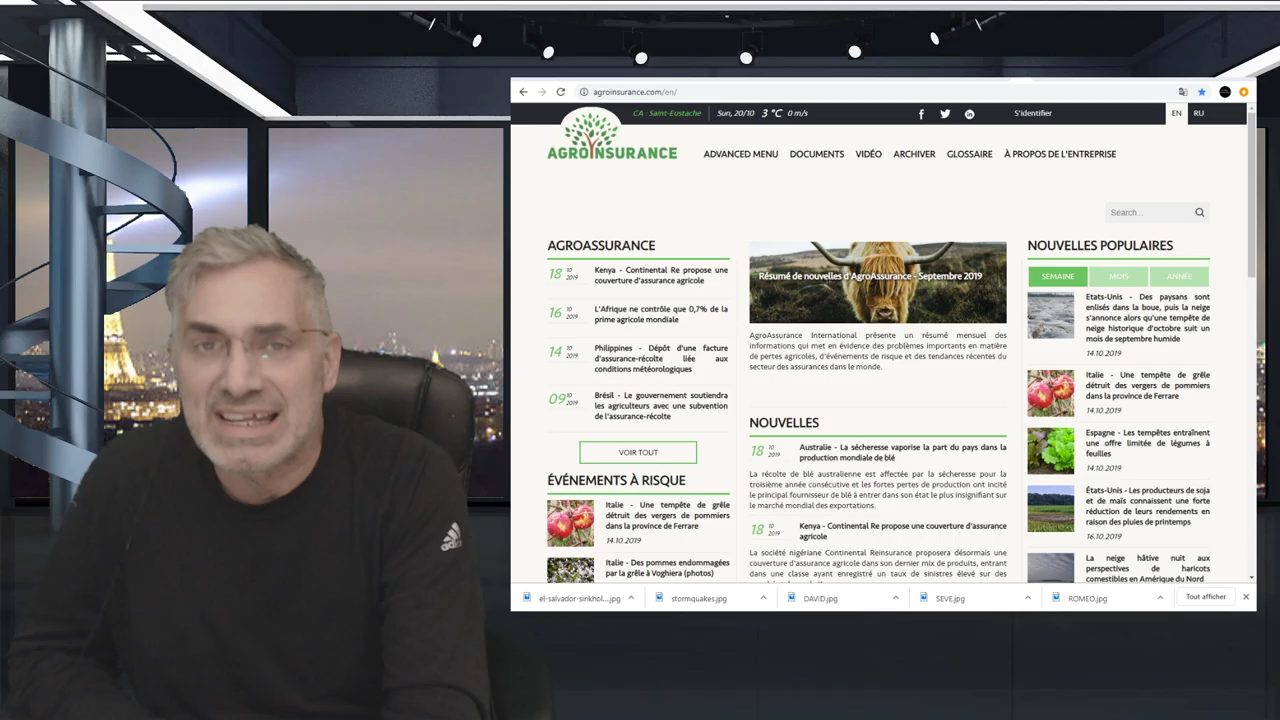 agroinsurance.com/en/
CA : Saint-Eustache
Sun, 20/10 3 °C 0 m/s
S'identifier
EN RU
AGROINSURANCE
ADVANCED MENU DOCUMENTS VIDÉO ARCHIVER GLOSSAIRE À PROPOS DE L'ENTREPRISE
Search...
AGROASSURANCE
18 10 2019
Kenya - Continental Re propose une
couverture d'assurance agricole
16 10 2019
L'Afrique ne contrôle que 0,7% de la
prime agricole mondiale
14 10 2019
Philippines - Dépôt d'une facture
d'assurance-récolte liée aux
conditions météorologiques
09 10 2019
Brésil - Le gouvernement soutiendra
les agriculteurs avec une subvention
de l'assurance-récolte
VOIR TOUT
ÉVÉNEMENTS À RISQUE
Italie - Une tempête de grêle
détruit des vergers de pommiers
dans la province de Ferrare
14.10.2019
Italie - Des pommes endommagées
par la grêle à Voghiera (photos)
Résumé de nouvelles d'AgroAssurance - Septembre 2019
AgroAssurance International présente un résumé mensuel des
informations qui met en évidence des problèmes importants en matière
de pertes agricoles, d'événements de risque et des tendances récentes du
secteur des assurances dans le monde.
NOUVELLES
18 10 2019
Australie - La sécheresse vaporise la part du pays dans la
production mondiale de blé
La récolte de blé australienne est affectée par la sécheresse pour la
troisième année consécutive et les fortes pertes de production ont incité
le principal fournisseur de blé à entrer dans son état le plus insignifiant sur
le marché mondial des exportations.
18 10 2019
Kenya - Continental Re propose une couverture d'assurance
agricole
La société nigériane Continental Reinsurance proposera désormais une
couverture d'assurance agricole dans son dernier mix de produits, entrant
dans une classe ayant enregistré un taux de sinistres élevé sur des
NOUVELLES POPULAIRES
SEMAINE MOIS ANNÉE
Etats-Unis - Des paysans sont
enlisés dans la boue, puis la neige
s'annonce alors qu'une tempête de
neige historique d'octobre suit un
mois de septembre humide
14.10.2019
Italie - Une tempête de grêle
détruit des vergers de pommiers
dans la province de Ferrare
14.10.2019
Espagne - Les tempêtes entraînent
une offre limitée de légumes à
feuilles
14.10.2019
États-Unis - Les producteurs de soja
et de maïs connaissent une forte
réduction de leurs rendements en
raison des pluies de printemps
16.10.2019
La neige hâtive nuit aux
perspectives de haricots
comestibles en Amérique du Nord
el-salvador-sinkhol....jpg
stormquakes.jpg
DAVID.jpg
SEVE.jpg
ROMEO.jpg
Tout afficher
adidas